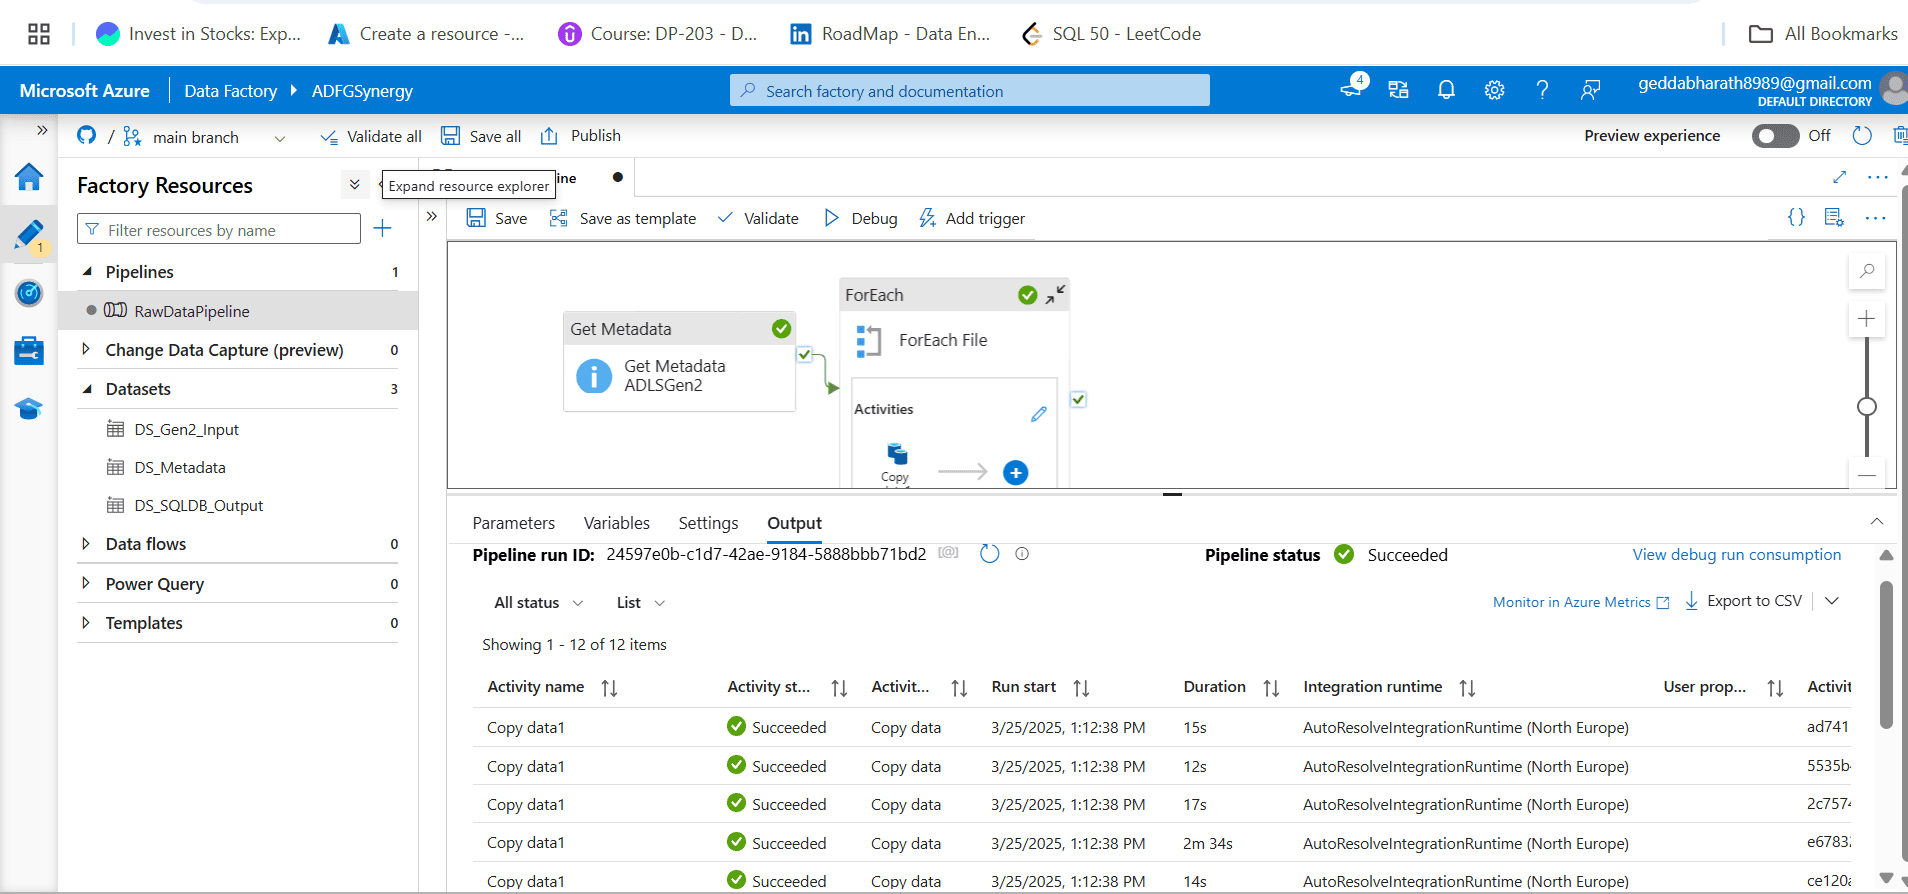 Invest in Stocks: Exp...
Create a resource -...
Course: DP-203 - D...
RoadMap - Data En...
SQL 50 - LeetCode
All Bookmarks
Microsoft Azure
Data Factory
ADFGSynergy
Search factory and documentation
4
geddabharath8989@gmail.com
DEFAULT DIRECTORY
/ main branch
Validate all
Save all
Publish
Preview experience
Off
Factory Resources
Expand resource explorer
ine
Filter resources by name
1
Save
Save as template
Validate
Debug
Add trigger
Pipelines 1
RawDataPipeline
Change Data Capture (preview) 0
Datasets 3
DS_Gen2_Input
DS_Metadata
DS_SQLDB_Output
Data flows 0
Power Query 0
Templates 0
Get Metadata
Get Metadata
ADLSGen2
ForEach
ForEach File
Activities
Copy
Parameters Variables Settings Output
Pipeline run ID: 24597e0b-c1d7-42ae-9184-5888bbb71bd2
Pipeline status Succeeded
View debug run consumption
All status List
Monitor in Azure Metrics
Export to CSV
Showing 1 - 12 of 12 items
Activity name Activity st... Activit... Run start Duration Integration runtime User prop... Activit
Copy data1 Succeeded Copy data 3/25/2025, 1:12:38 PM 15s AutoResolveIntegrationRuntime (North Europe) ad741
Copy data1 Succeeded Copy data 3/25/2025, 1:12:38 PM 12s AutoResolveIntegrationRuntime (North Europe) 5535b
Copy data1 Succeeded Copy data 3/25/2025, 1:12:38 PM 17s AutoResolveIntegrationRuntime (North Europe) 2c757
Copy data1 Succeeded Copy data 3/25/2025, 1:12:38 PM 2m 34s AutoResolveIntegrationRuntime (North Europe) e6783
Copy data1 Succeeded Copy data 3/25/2025, 1:12:38 PM 14s AutoResolveIntegrationRuntime (North Europe) ce120